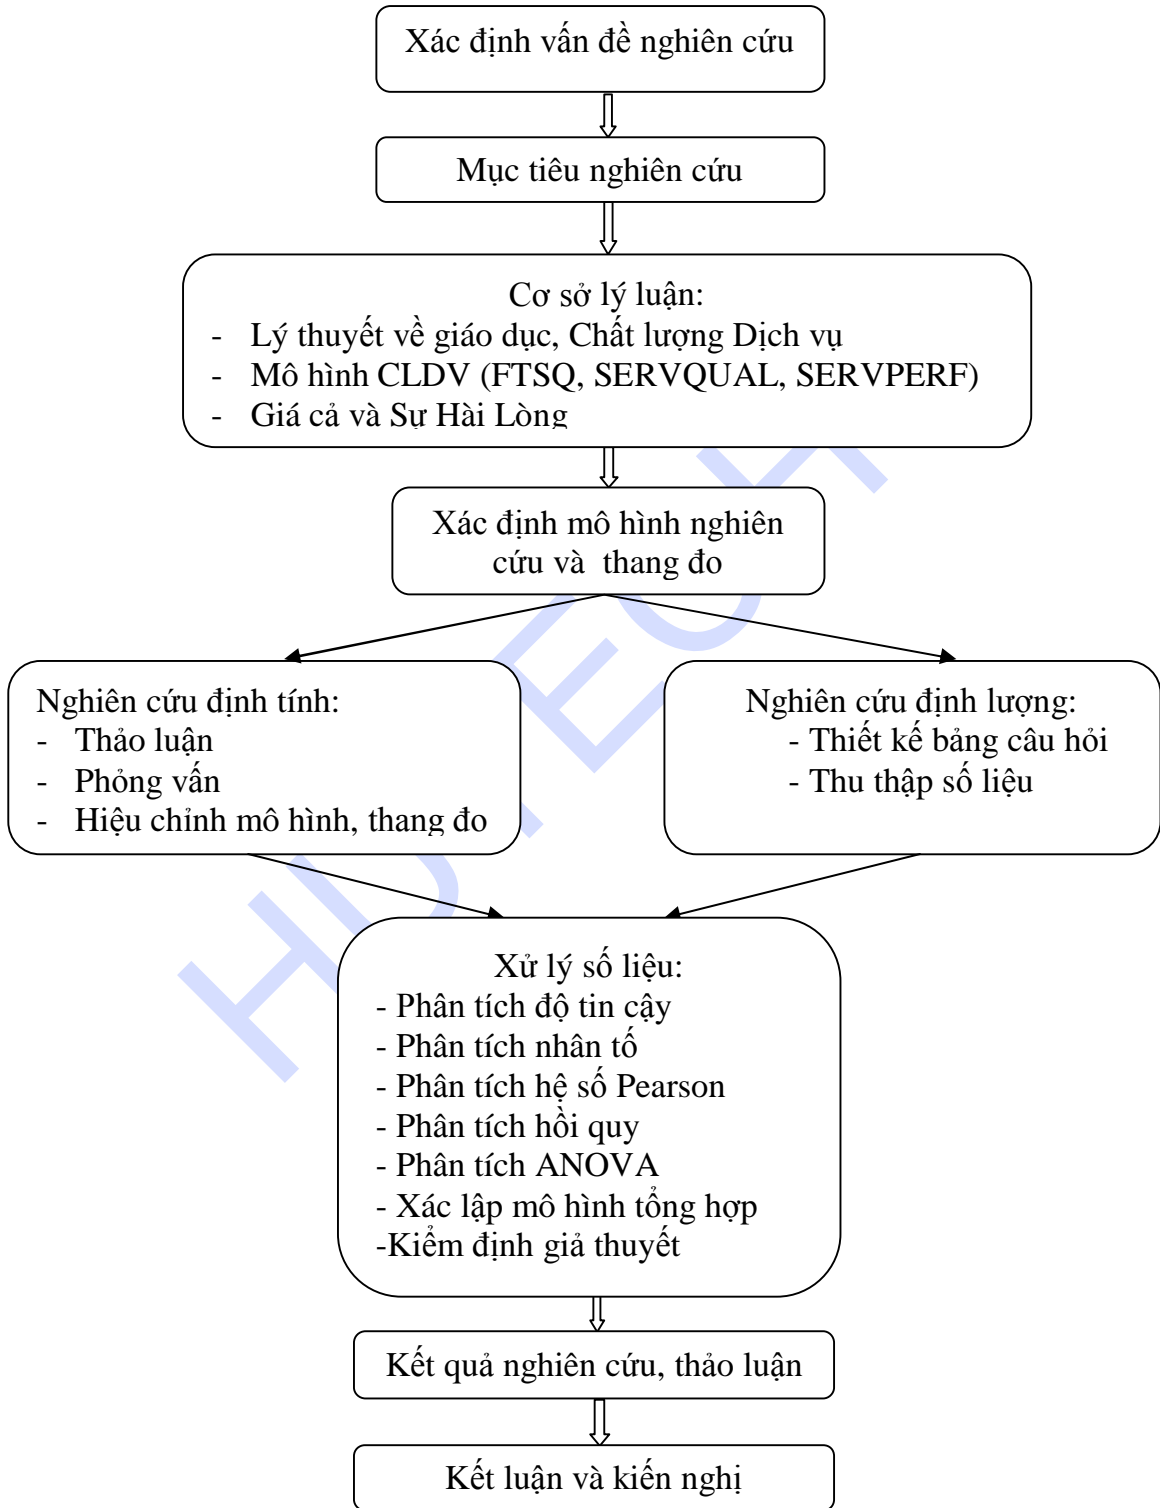 Xác định vấn đề nghiên cứu
Mục tiêu nghiên cứu
Cơ sở lý luận:
- Lý thuyết về giáo dục, Chất lượng Dịch vụ
- Mô hình CLDV (FTSQ, SERVQUAL, SERVPERF)
- Giá cả và Sự Hài Lòng
Xác định mô hình nghiên
cứu và thang đo
Nghiên cứu định tính:
- Thảo luận
- Phỏng vấn
- Hiệu chỉnh mô hình, thang đo
Nghiên cứu định lượng:
- Thiết kế bảng câu hỏi
- Thu thập số liệu
Xử lý số liệu:
- Phân tích độ tin cậy
- Phân tích nhân tố
- Phân tích hệ số Pearson
- Phân tích hồi quy
- Phân tích ANOVA
- Xác lập mô hình tổng hợp
-Kiểm định giả thuyết
Kết quả nghiên cứu, thảo luận
Kết luận và kiến nghị
HUTECH